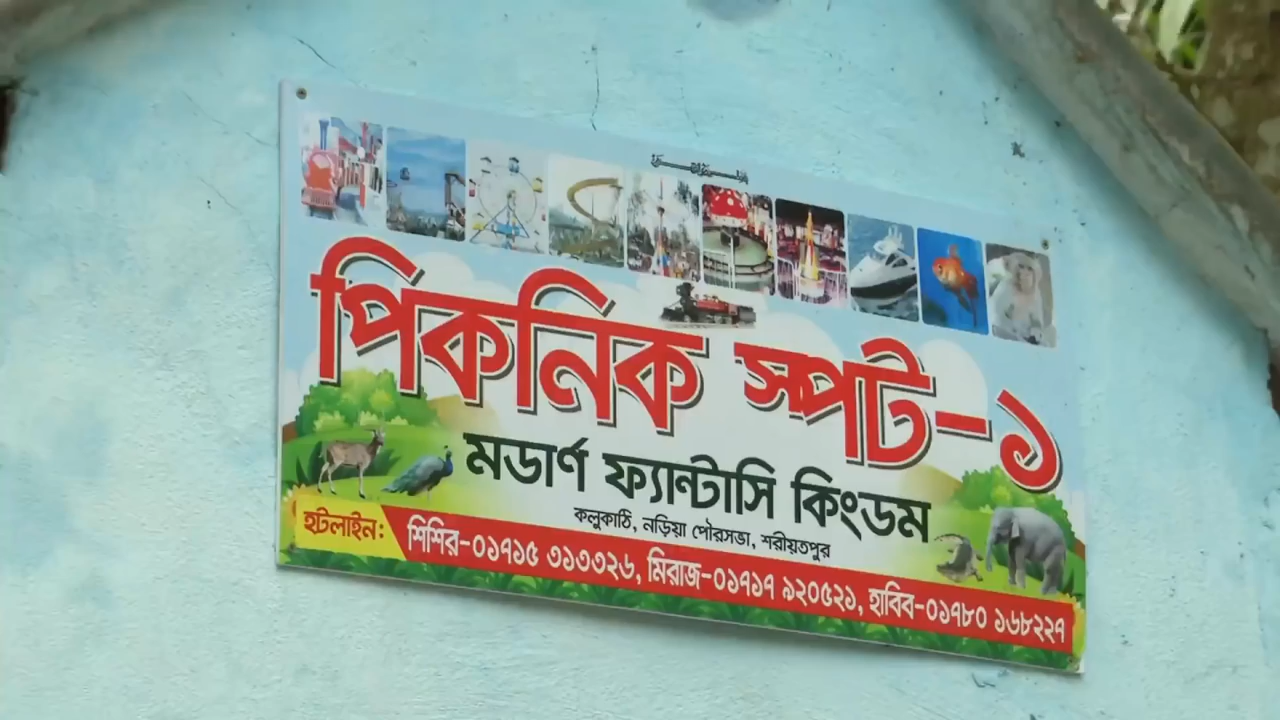 পিকনিক স্পট-১
মডার্ণ ফ্যান্টাসি কিংডম
কলুকাঠি, নড়িয়া পৌরসভা, শরীয়তপুর
হটলাইন: শিশির-০১৭১৫ ৩১৩৩২৬, মিরাজ-০১৭১৭ ৯২০৫২১, হাবিব-০১৭৮০ ১৬৮২২৭